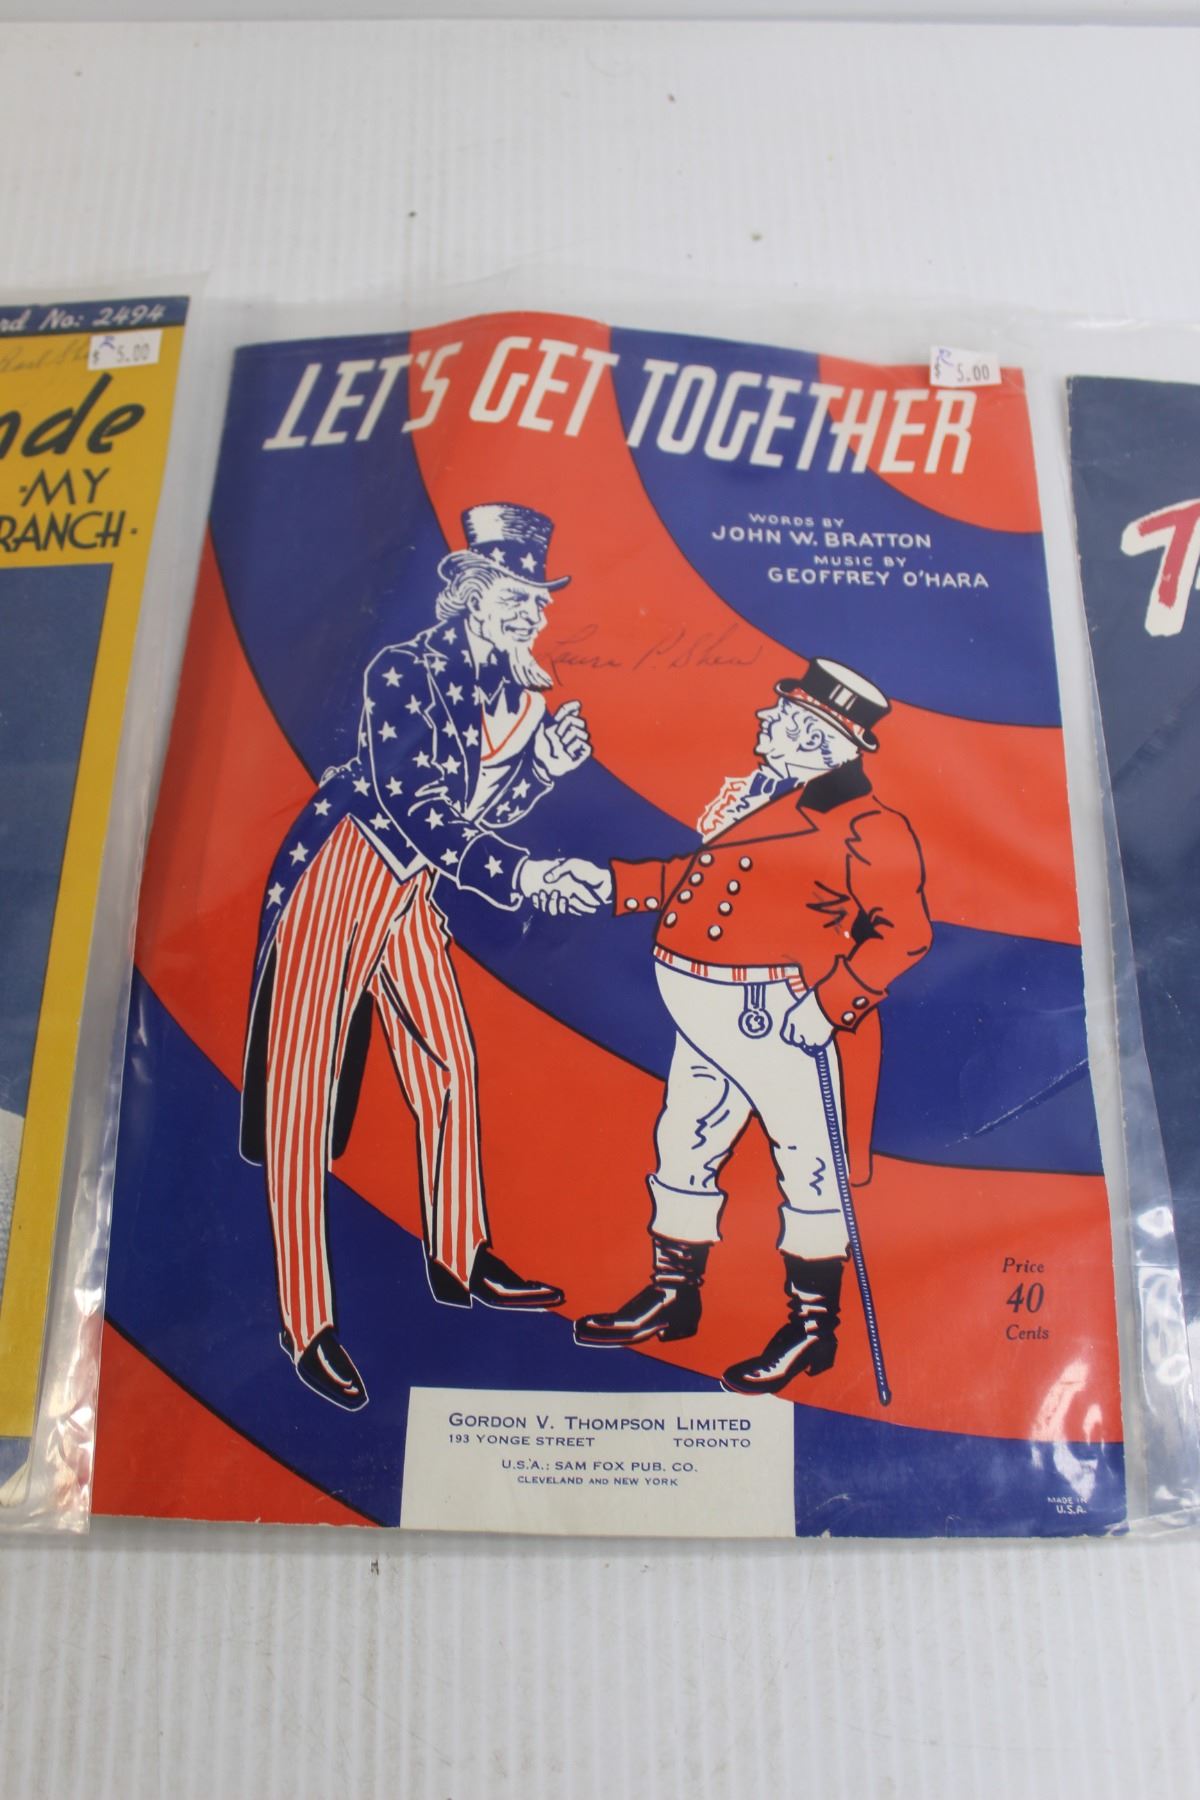 No: 2494
$ 5.00
MY
RANCH.
$ 5.00
LET'S GET TOGETHER
WORDS BY
JOHN W. BRATTON
MUSIC BY
GEOFFREY O'HARA
Laura P. Shew
Price
40
Cents
GORDON V. THOMPSON LIMITED
193 YONGE STREET TORONTO
U.S.A.: SAM FOX PUB. CO.
CLEVELAND AND NEW YORK
MADE IN
U.S.A.